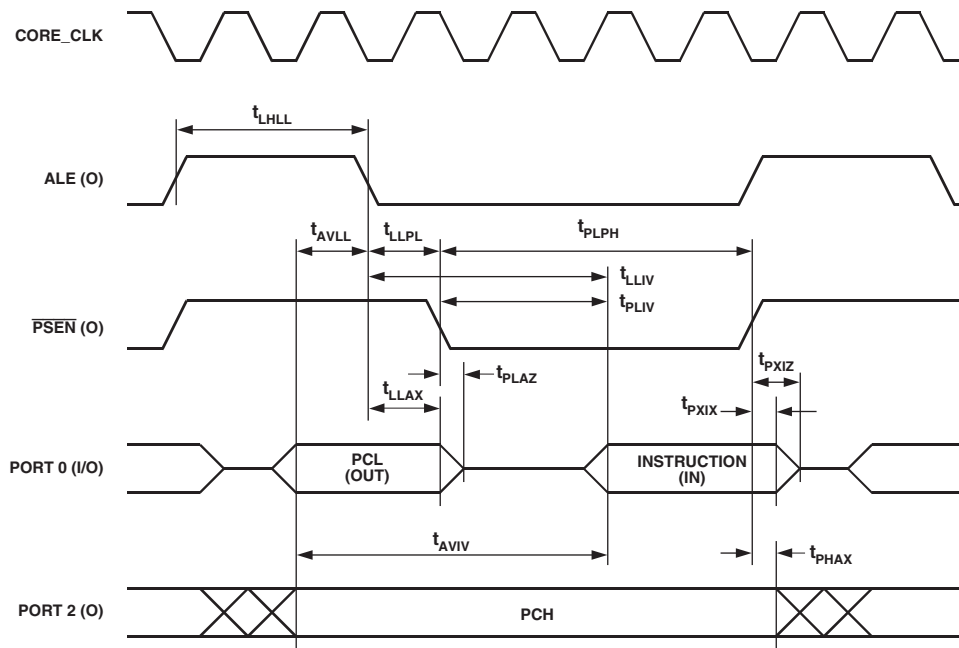 CORE_CLK
tLHLL
ALE (O)
tAVLL
tLLPL
tPLPH
tLLIV
tPLIV
PSEN (O)
tPXIZ
tPLAZ
tLLAX
tPXIX
PORT 0 (I/O)
PCL
(OUT)
INSTRUCTION
(IN)
tAVIV
tPHAX
PORT 2 (O)
PCH